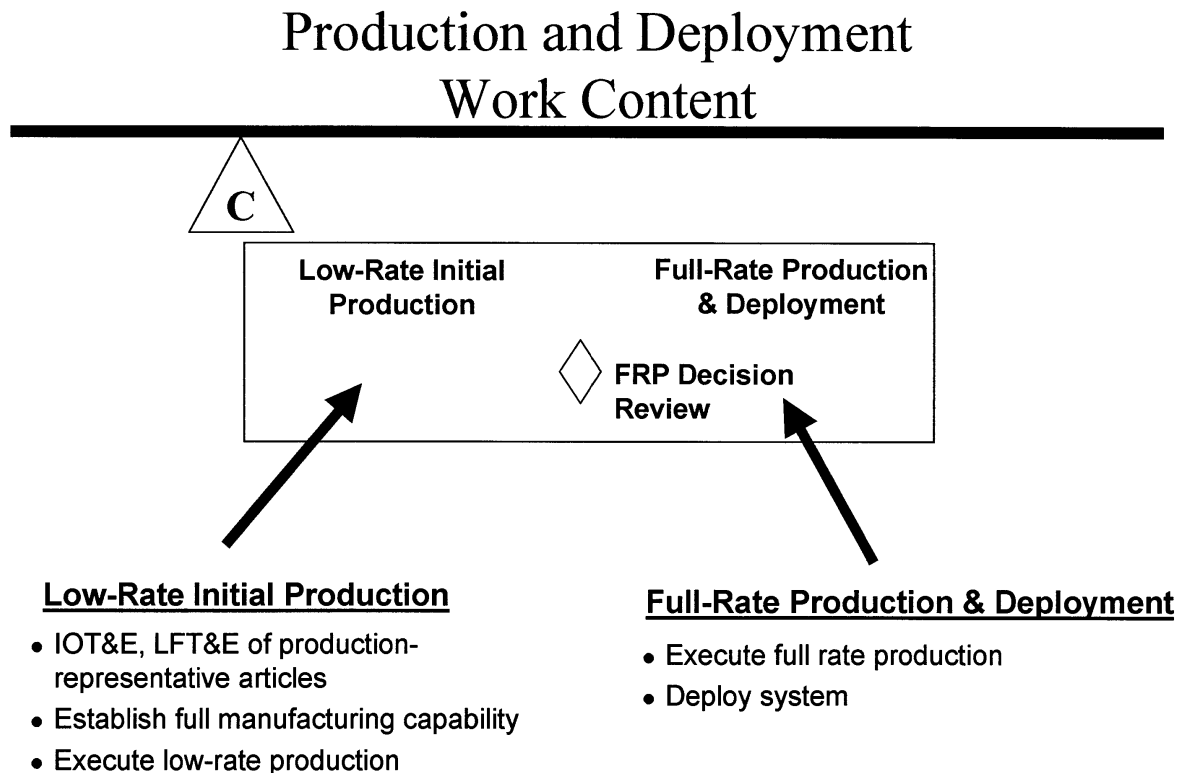 Production and Deployment
Work Content
C
Low-Rate Initial
Production
Full-Rate Production
& Deployment
FRP Decision
Review
Low-Rate Initial Production
• IOT&E, LFT&E of production-
representative articles
• Establish full manufacturing capability
• Execute low-rate production
Full-Rate Production & Deployment
• Execute full rate production
• Deploy system